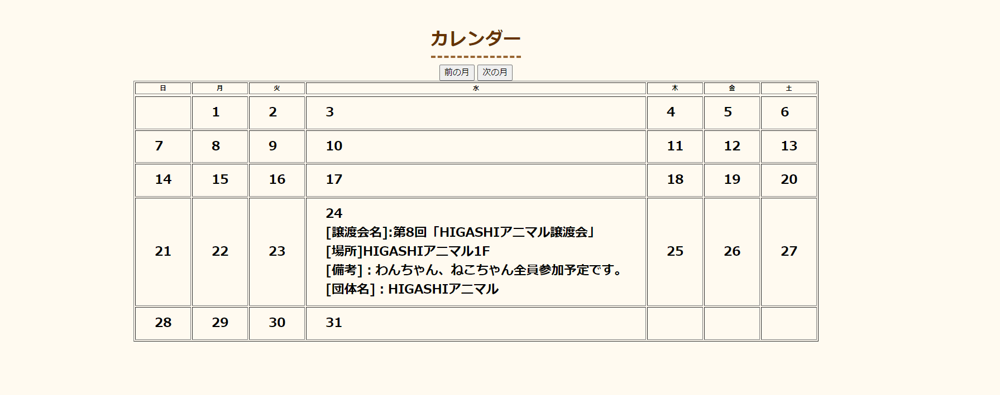 カレンダー
前の月 次の月
日 月 火 水 木 金 土
1 2 3 4 5 6
7 8 9 10 11 12 13
14 15 16 17 18 19 20
24
[譲渡会名]:第8回「HIGASHIアニマル譲渡会」
21 22 23 [場所]HIGASHIアニマル1F 25 26 27
[備考]：わんちゃん、ねこちゃん全員参加予定です。
[団体名]：HIGASHIアニマル
28 29 30 31